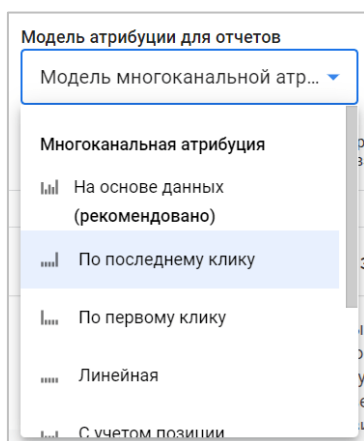 Модель атрибуции для отчетов
Модель многоканальной атр...
Многоканальная атрибуция
На основе данных
(рекомендовано)
По последнему клику
По первому клику
Линейная
С учетом позиции